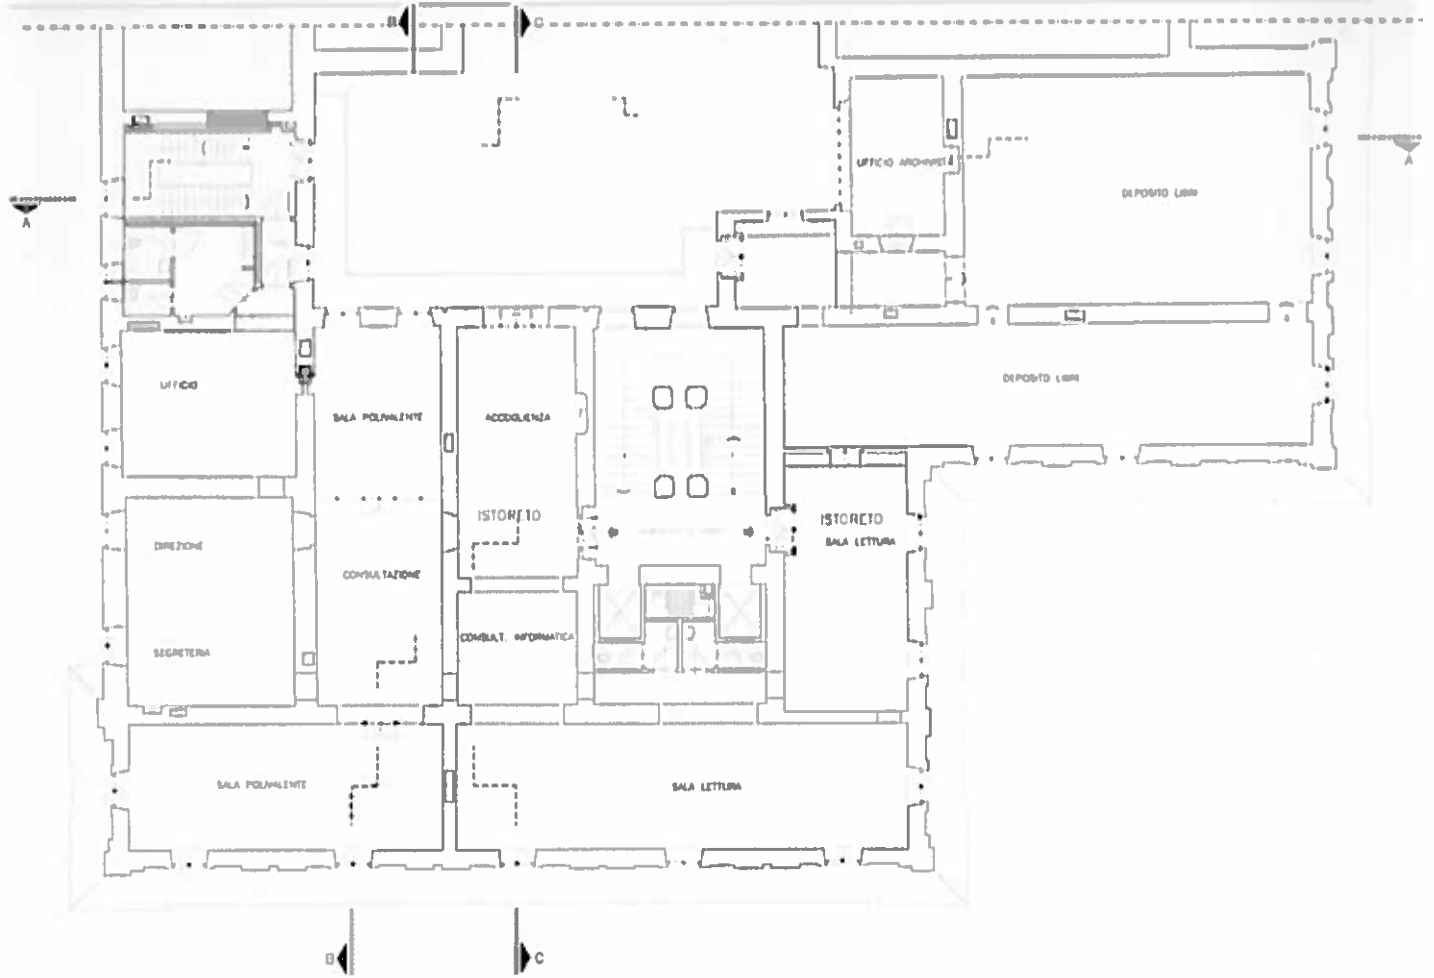 B C
UFFICIO ARCHIVISTI
A
DEPOSITO LIBRI
A
DEPOSITO LIBRI
UFFICIO
SALA POLIVALENTE
ACCOGLIENZA
ISTORETO
ISTORETO
SALA LETTURA
DIREZIONE
CONSULTAZIONE
CONSULT. INFORMATICA
SEGRETERIA
SALA POLIVALENTE
SALA LETTURA
B C